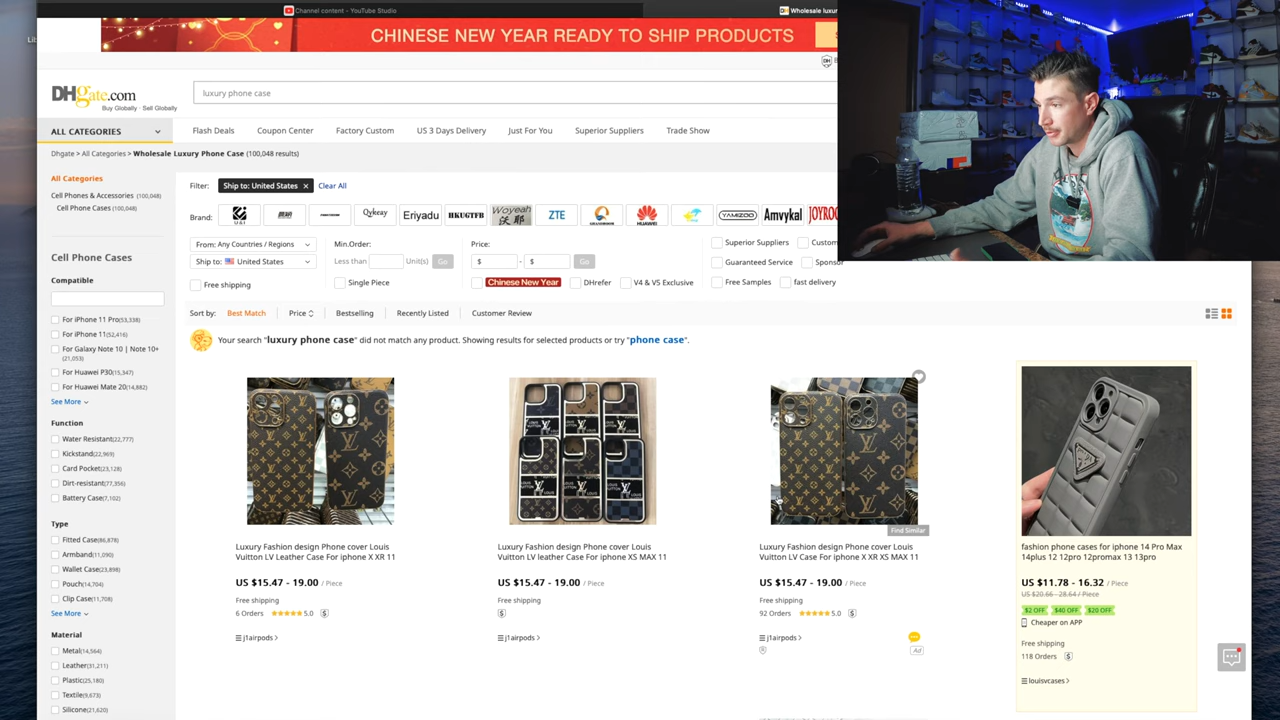 Channel content - YouTube Studio
DH Wholesale luxur
CHINESE NEW YEAR READY TO SHIP PRODUCTS
DHgate.com
Buy Globally · Sell Globally
luxury phone case
ALL CATEGORIES
Flash Deals
Coupon Center
Factory Custom
US 3 Days Delivery
Just For You
Superior Suppliers
Trade Show
Dhgate > All Categories > Wholesale Luxury Phone Case (100,048 results)
All Categories
Cell Phones & Accessories (100,048)
Cell Phone Cases (100,048)
Cell Phone Cases
Compatible
For iPhone 11 Pro(53,338)
For iPhone 11(52,416)
For Galaxy Note 10 | Note 10+
(21,053)
For Huawei P30(15,347)
For Huawei Mate 20(14,882)
See More
Function
Water Resistant(22,777)
Kickstand(22,969)
Card Pocket(23,128)
Dirt-resistant(77,356)
Battery Case(7,102)
Type
Fitted Case(86,878)
Armband(11,090)
Wallet Case(23,898)
Pouch(14,704)
Clip Case(11,708)
See More
Material
Metal(14,564)
Leather(31,211)
Plastic(25,180)
Textile(9,673)
Silicone(21,620)
Filter:
Ship to: United States ×
Clear All
Brand:
Qykeay
Eriyadu
HKUGTFB
Woyeah
沃耶
ZTE
HUAWEI
YAMIZOO
Amvykal
JOYROO
From: Any Countries / Regions
Ship to: United States
Free shipping
Min.Order:
Less than
Unit(s)
Go
Single Piece
Price:
$
-
$
Go
Chinese New Year
DHrefer
V4 & V5 Exclusive
Superior Suppliers
Custom
Guaranteed Service
Sponsor
Free Samples
fast delivery
Sort by:
Best Match
Price
Bestselling
Recently Listed
Customer Review
Your search "luxury phone case" did not match any product. Showing results for selected products or try "phone case".
Luxury Fashion design Phone cover Louis
Vuitton LV Leather Case For iphone X XR 11
US $15.47 - 19.00 / Piece
Free shipping
6 Orders
5.0
j1airpods >
Luxury Fashion design Phone cover Louis
Vuitton LV leather Case For iphone XS MAX 11
US $15.47 - 19.00 / Piece
Free shipping
j1airpods >
Find Similar
Luxury Fashion design Phone cover Louis
Vuitton LV Case For iphone X XR XS MAX 11
US $15.47 - 19.00 / Piece
Free shipping
92 Orders
5.0
j1airpods >
Ad
fashion phone cases for iphone 14 Pro Max
14plus 12 12pro 12promax 13 13pro
US $11.78 - 16.32 / Piece
US $20.66 - 28.64 / Piece
$2 OFF
$40 OFF
$20 OFF
Cheaper on APP
Free shipping
118 Orders
louisvcases >